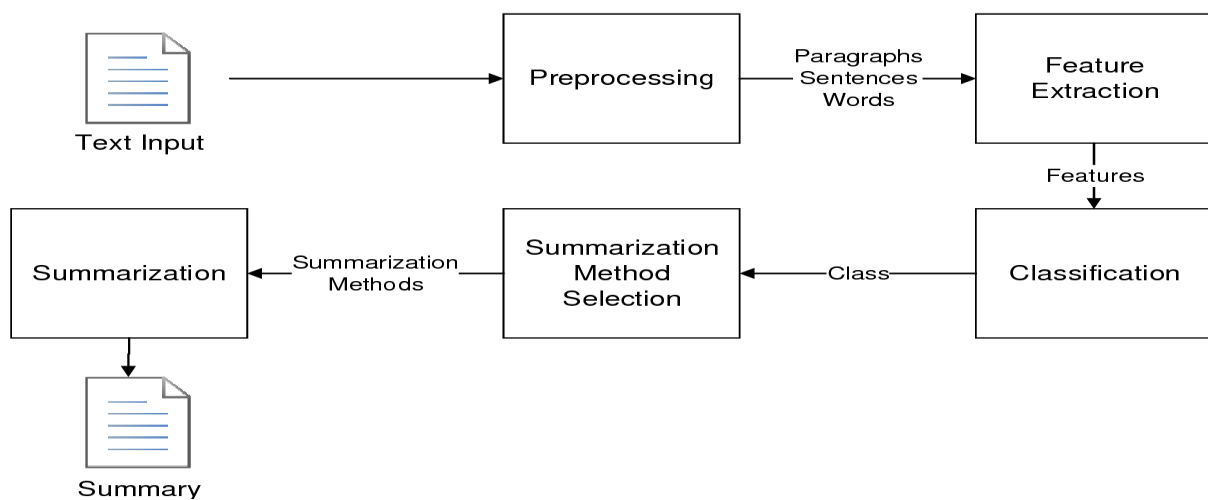 Text Input
Preprocessing
Paragraphs
Sentences
Words
Feature
Extraction
Features
Classification
Class
Summarization
Method
Selection
Summarization
Methods
Summarization
Summary